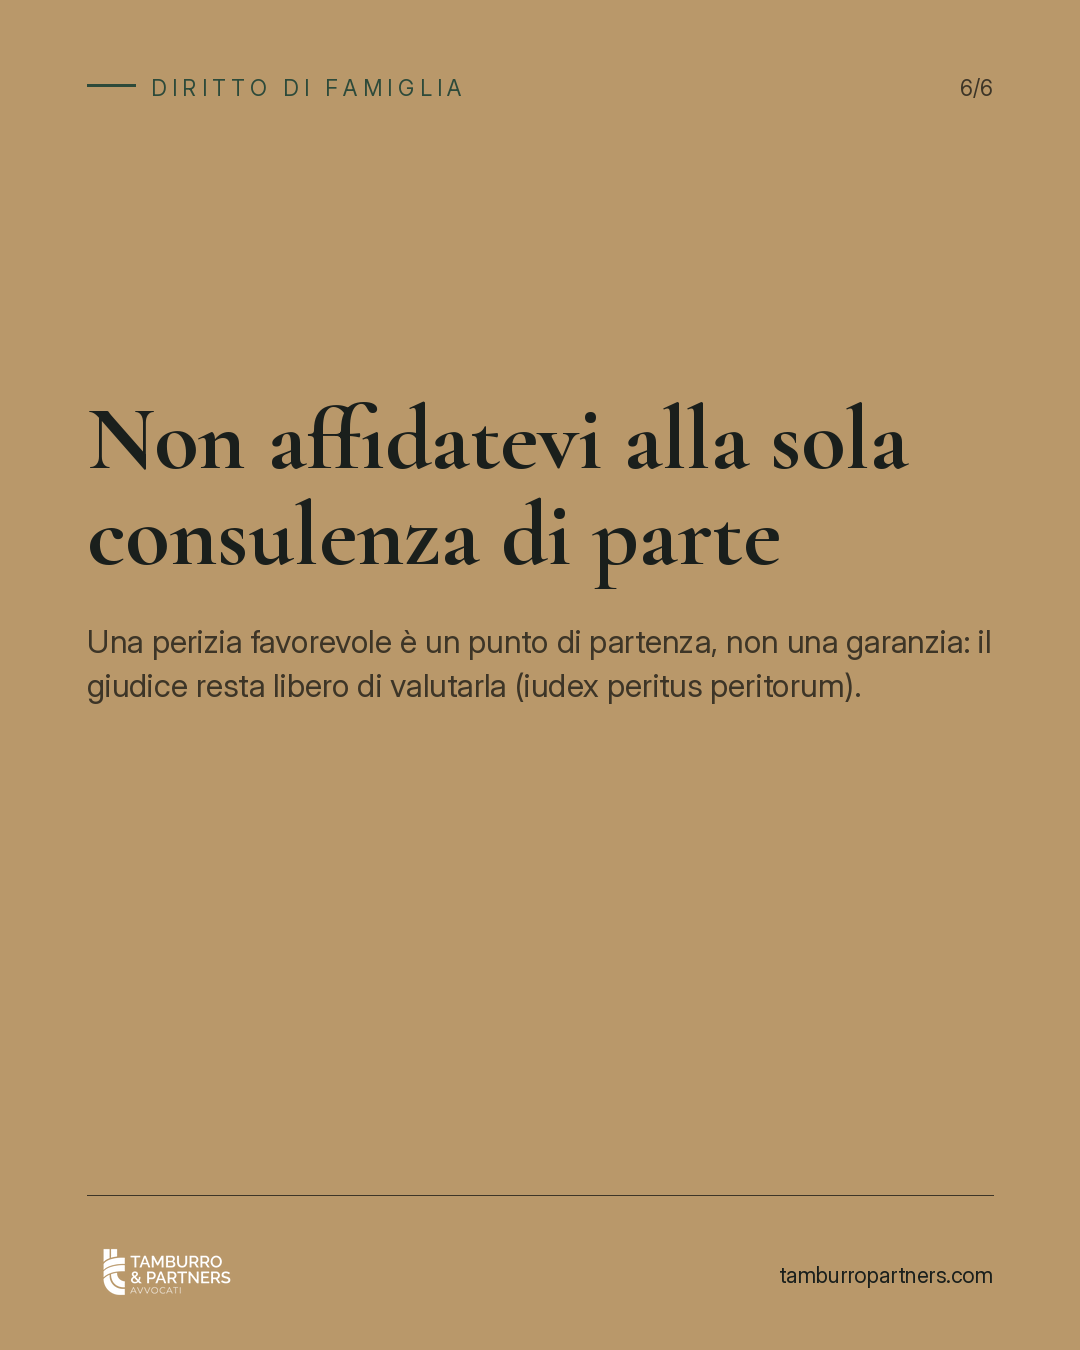 DIRITTO DI FAMIGLIA
6/6
Non affidatevi alla sola
consulenza di parte
Una perizia favorevole è un punto di partenza, non una garanzia: il
giudice resta libero di valutarla (iudex peritus peritorum).
TAMBURRO
& PARTNERS
AVVOCATI
tamburropartners.com